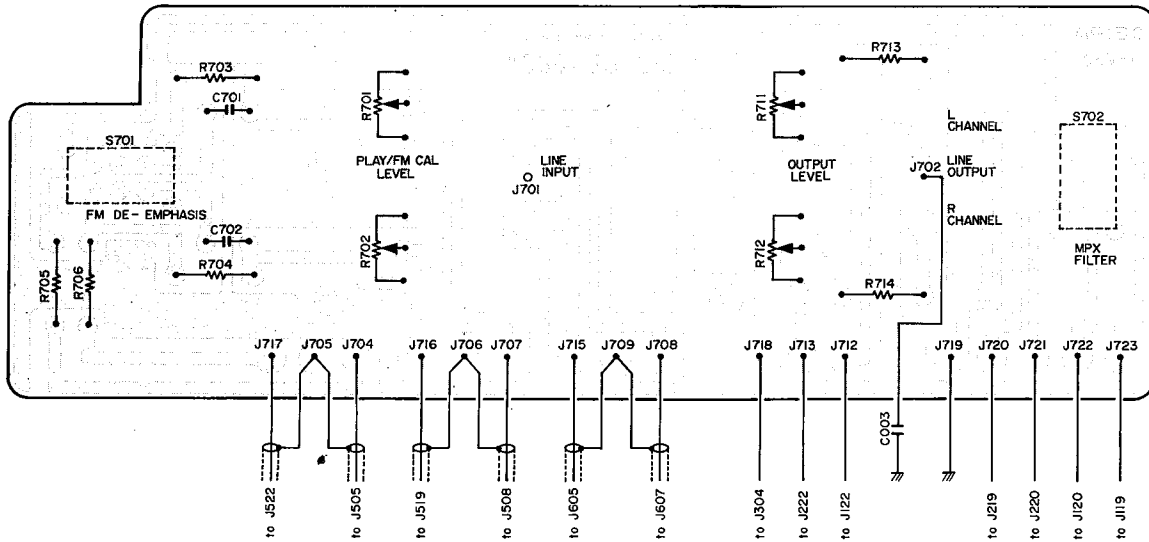 R713
R703
C701
R701
R711
L
CHANNEL
S702
S701
PLAY/FM CAL
LEVEL
LINE
INPUT
J701
OUTPUT
LEVEL
J702
LINE
OUTPUT
FM DE-EMPHASIS
R
CHANNEL
C702
R702
R712
MPX
FILTER
R704
R705
R706
R714
J717
J705
J704
J716
J706
J707
J715
J709
J708
J718
J713
J712
J719
J720
J721
J722
J723
C003
to J522
to J505
to J519
to J508
to J605
to J607
to J304
to J222
to J122
to J219
to J220
to J120
to J119